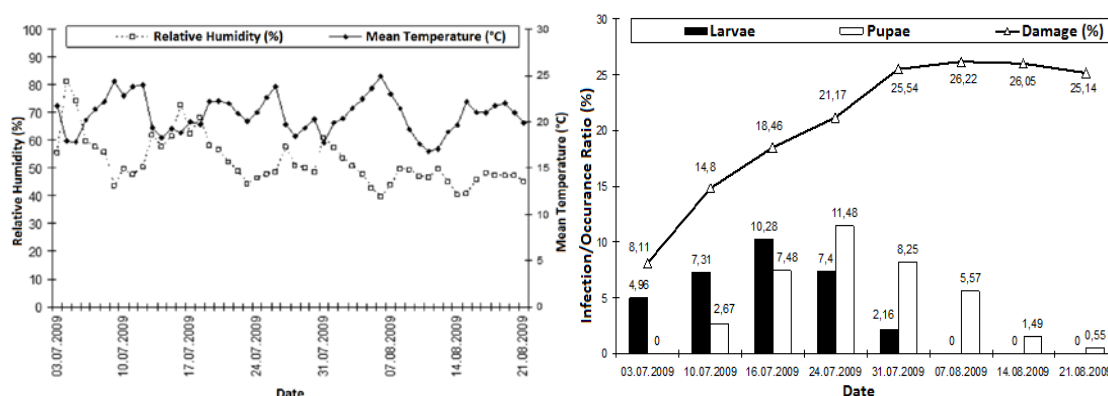 Relative Humidity (%) Mean Temperature (°C)
100
90
80
70
60
50
40
30
20
10
0
Relative Humidity (%)
30
25
20
15
10
5
0
Mean Temperature (°C)
03.07.2009 10.07.2009 17.07.2009 24.07.2009 31.07.2009 07.08.2009 14.08.2009 21.08.2009
Date
Larvae Pupae Damage (%)
30
25
20
15
10
5
0
Infection/Occurance Ratio (%)
8,11 14,8 18,46 21,17 25,54 26,22 26,05 25,14
4,96 7,31 10,28 7,4 2,16 0 0 0
0 2,67 7,48 11,48 8,25 5,57 1,49 0,55
03.07.2009 10.07.2009 16.07.2009 24.07.2009 31.07.2009 07.08.2009 14.08.2009 21.08.2009
Date